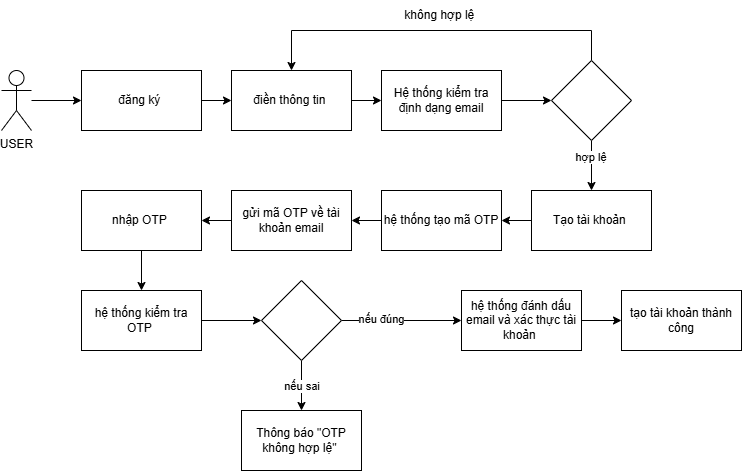 không hợp lệ
đăng ký
điền thông tin
Hệ thống kiểm tra
định dạng email
USER
hợp lệ
nhập OTP
gửi mã OTP về tài
khoản email
hệ thống tạo mã OTP
Tạo tài khoản
hệ thống kiểm tra
OTP
nếu đúng
hệ thống đánh dấu
email và xác thực tài
khoản
tạo tài khoản thành
công
nếu sai
Thông báo "OTP
không hợp lệ"